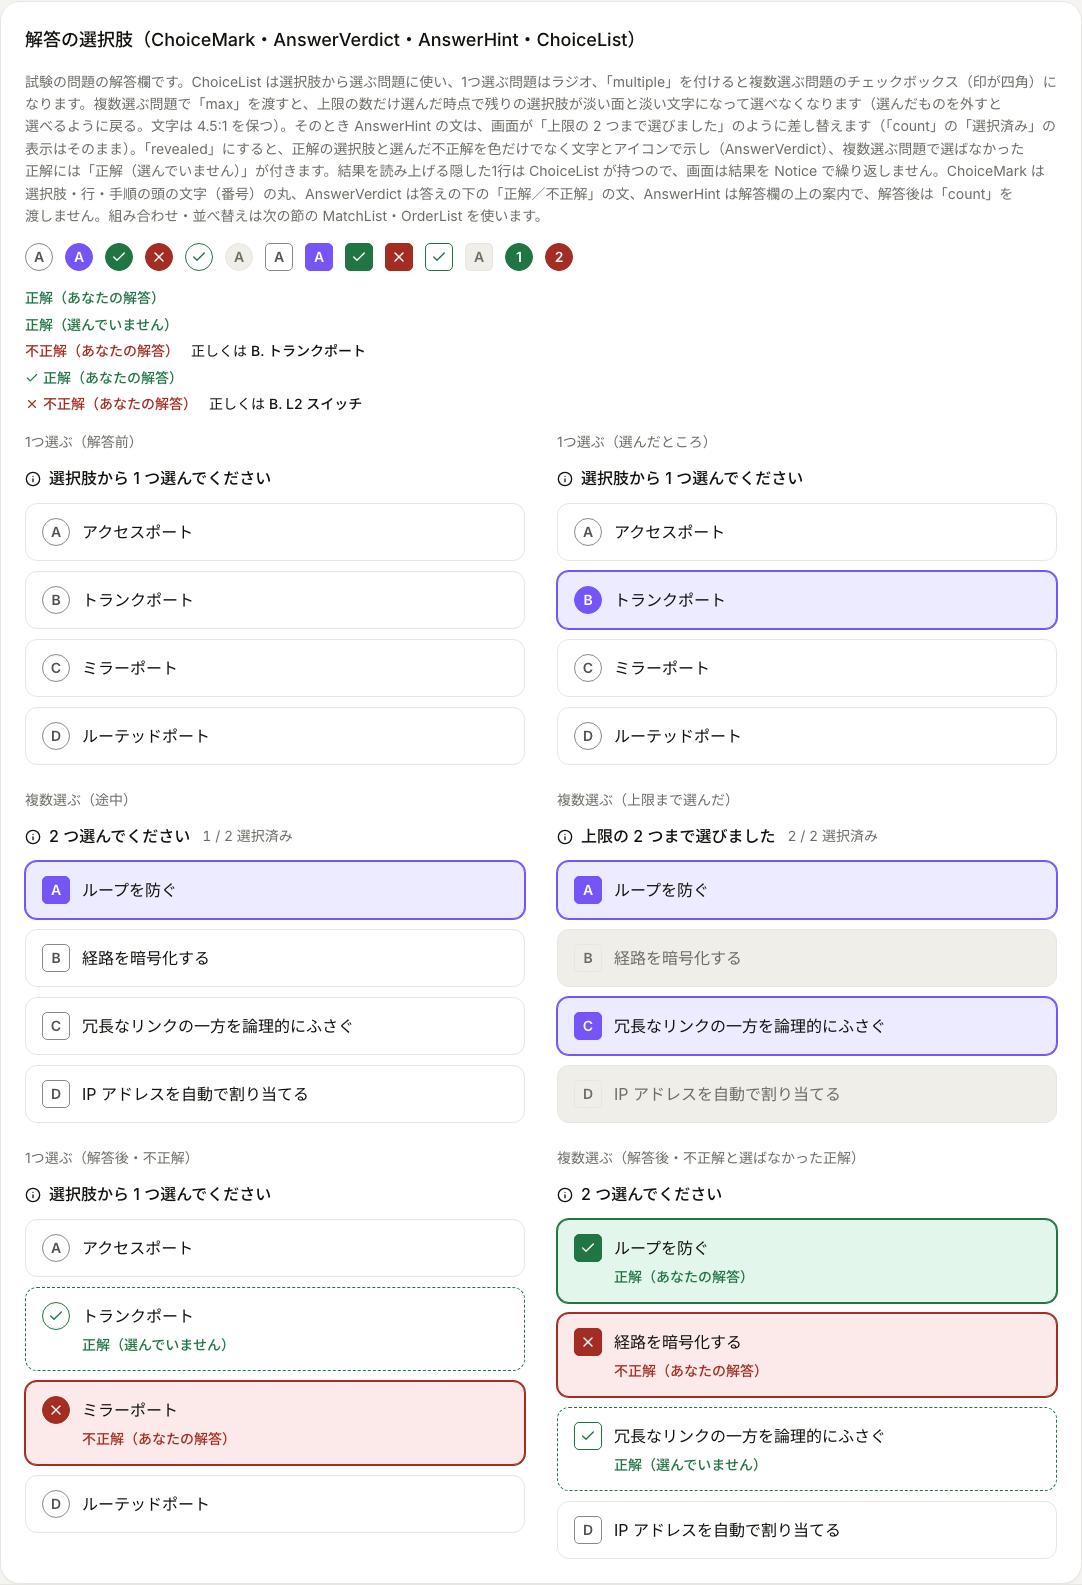 解答の選択肢（ChoiceMark・AnswerVerdict・AnswerHint・ChoiceList）
試験の問題の解答欄です。ChoiceList は選択肢から選ぶ問題に使い、1つ選ぶ問題はラジオ、「multiple」を付けると複数選ぶ問題のチェックボックス（印が四角）に
なります。複数選ぶ問題で「max」を渡すと、上限の数だけ選んだ時点で残りの選択肢が淡い面と淡い文字になって選べなくなります（選んだものを外すと
選べるように戻る。文字は 4.5:1 を保つ）。そのとき AnswerHint の文は、画面が「上限の 2 つまで選びました」のように差し替えます（「count」の「選択済み」の
表示はそのまま）。「revealed」にすると、正解の選択肢と選んだ不正解を色だけでなく文字とアイコンで示し（AnswerVerdict）、複数選ぶ問題で選ばなかった
正解には「正解（選んでいません）」が付きます。結果を読み上げる隠した1行は ChoiceList が持つので、画面は結果を Notice で繰り返しません。ChoiceMark は
選択肢・行・手順の頭の文字（番号）の丸、AnswerVerdict は答えの下の「正解／不正解」の文、AnswerHint は解答欄の上の案内で、解答後は「count」を
渡しません。組み合わせ・並べ替えは次の節の MatchList・OrderList を使います。
A A A A A A 1 2
正解（あなたの解答）
正解（選んでいません）
不正解（あなたの解答） 正しくは B. トランクポート
正解（あなたの解答）
不正解（あなたの解答） 正しくは B. L2 スイッチ
1つ選ぶ（解答前）
選択肢から 1 つ選んでください
A アクセスポート
B トランクポート
C ミラーポート
D ルーテッドポート
1つ選ぶ（選んだところ）
選択肢から 1 つ選んでください
A アクセスポート
B トランクポート
C ミラーポート
D ルーテッドポート
複数選ぶ（途中）
2 つ選んでください 1 / 2 選択済み
A ループを防ぐ
B 経路を暗号化する
C 冗長なリンクの一方を論理的にふさぐ
D IP アドレスを自動で割り当てる
複数選ぶ（上限まで選んだ）
上限の 2 つまで選びました 2 / 2 選択済み
A ループを防ぐ
B 経路を暗号化する
C 冗長なリンクの一方を論理的にふさぐ
D IP アドレスを自動で割り当てる
1つ選ぶ（解答後・不正解）
選択肢から 1 つ選んでください
A アクセスポート
トランクポート
正解（選んでいません）
ミラーポート
不正解（あなたの解答）
D ルーテッドポート
複数選ぶ（解答後・不正解と選ばなかった正解）
2 つ選んでください
ループを防ぐ
正解（あなたの解答）
経路を暗号化する
不正解（あなたの解答）
冗長なリンクの一方を論理的にふさぐ
正解（選んでいません）
D IP アドレスを自動で割り当てる